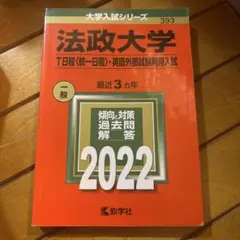 大学入試シリーズ
393
法政大学
T日程〈統一日程〉・英語外部試験利用入試
一般
最近3カ年
傾向と対策
過去問
解答
2022
教学社